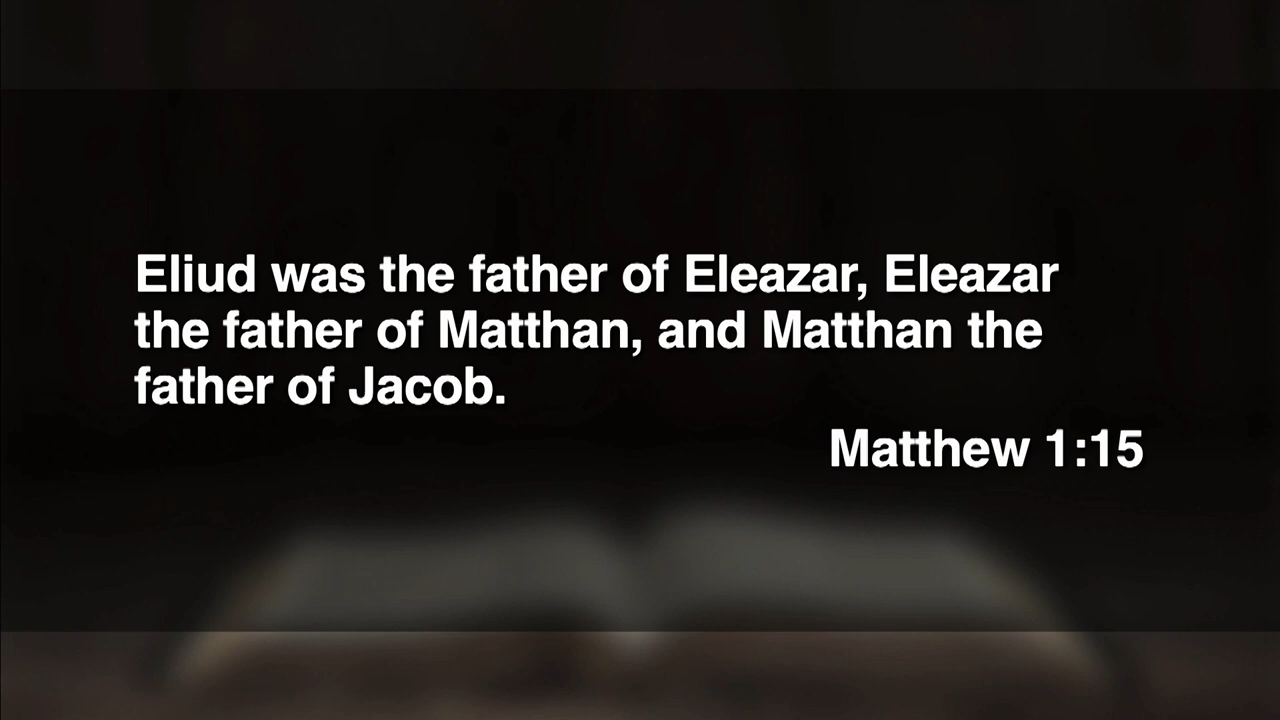 Eliud was the father of Eleazar, Eleazar
the father of Matthan, and Matthan the
father of Jacob.
Matthew 1:15